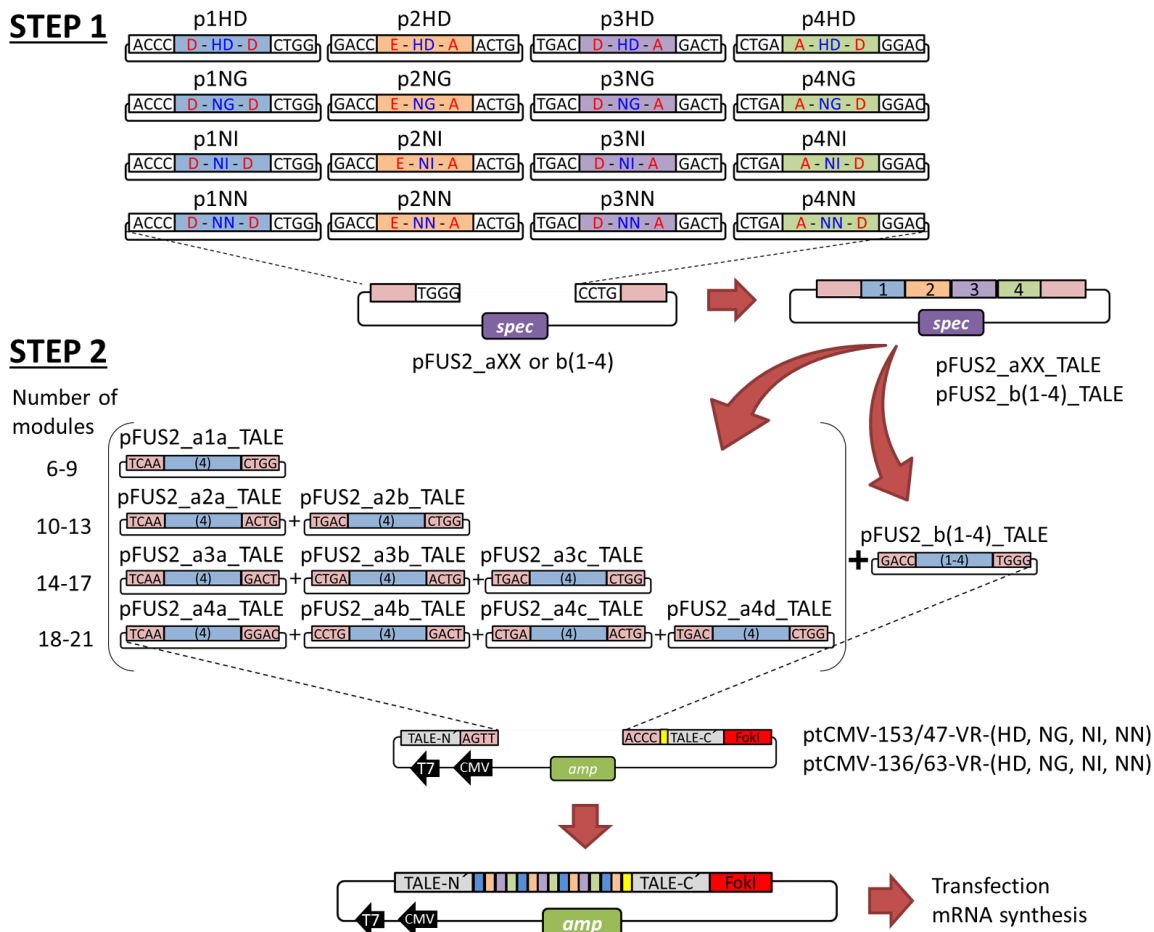 STEP 1
p1HD p2HD p3HD p4HD
ACCC D - HD - D CTGG GACC E - HD - A ACTG TGAC D - HD - A GACT CTGA A - HD - D GGAC
p1NG p2NG p3NG p4NG
ACCC D - NG - D CTGG GACC E - NG - A ACTG TGAC D - NG - A GACT CTGA A - NG - D GGAC
p1NI p2NI p3NI p4NI
ACCC D - NI - D CTGG GACC E - NI - A ACTG TGAC D - NI - A GACT CTGA A - NI - D GGAC
p1NN p2NN p3NN p4NN
ACCC D - NN - D CTGG GACC E - NN - A ACTG TGAC D - NN - A GACT CTGA A - NN - D GGAC
TGGG CCTG
spec
pFUS2_aXX or b(1-4)
1 2 3 4
spec
pFUS2_aXX_TALE
pFUS2_b(1-4)_TALE
STEP 2
Number of
modules
pFUS2_a1a_TALE
6-9 TCAA (4) CTGG
pFUS2_a2a_TALE pFUS2_a2b_TALE
10-13 TCAA (4) ACTG + TGAC (4) CTGG
pFUS2_a3a_TALE pFUS2_a3b_TALE pFUS2_a3c_TALE
14-17 TCAA (4) GACT + CTGA (4) ACTG + TGAC (4) CTGG
pFUS2_a4a_TALE pFUS2_a4b_TALE pFUS2_a4c_TALE pFUS2_a4d_TALE
18-21 TCAA (4) GGAC + CCTG (4) GACT + CTGA (4) ACTG + TGAC (4) CTGG
pFUS2_b(1-4)_TALE
+ GACC (1-4) TGGG
TALE-N´ AGTT ACCC TALE-C´ FokI
T7 CMV amp
ptCMV-153/47-VR-(HD, NG, NI, NN)
ptCMV-136/63-VR-(HD, NG, NI, NN)
TALE-N´ TALE-C´ FokI
T7 CMV amp
Transfection
mRNA synthesis